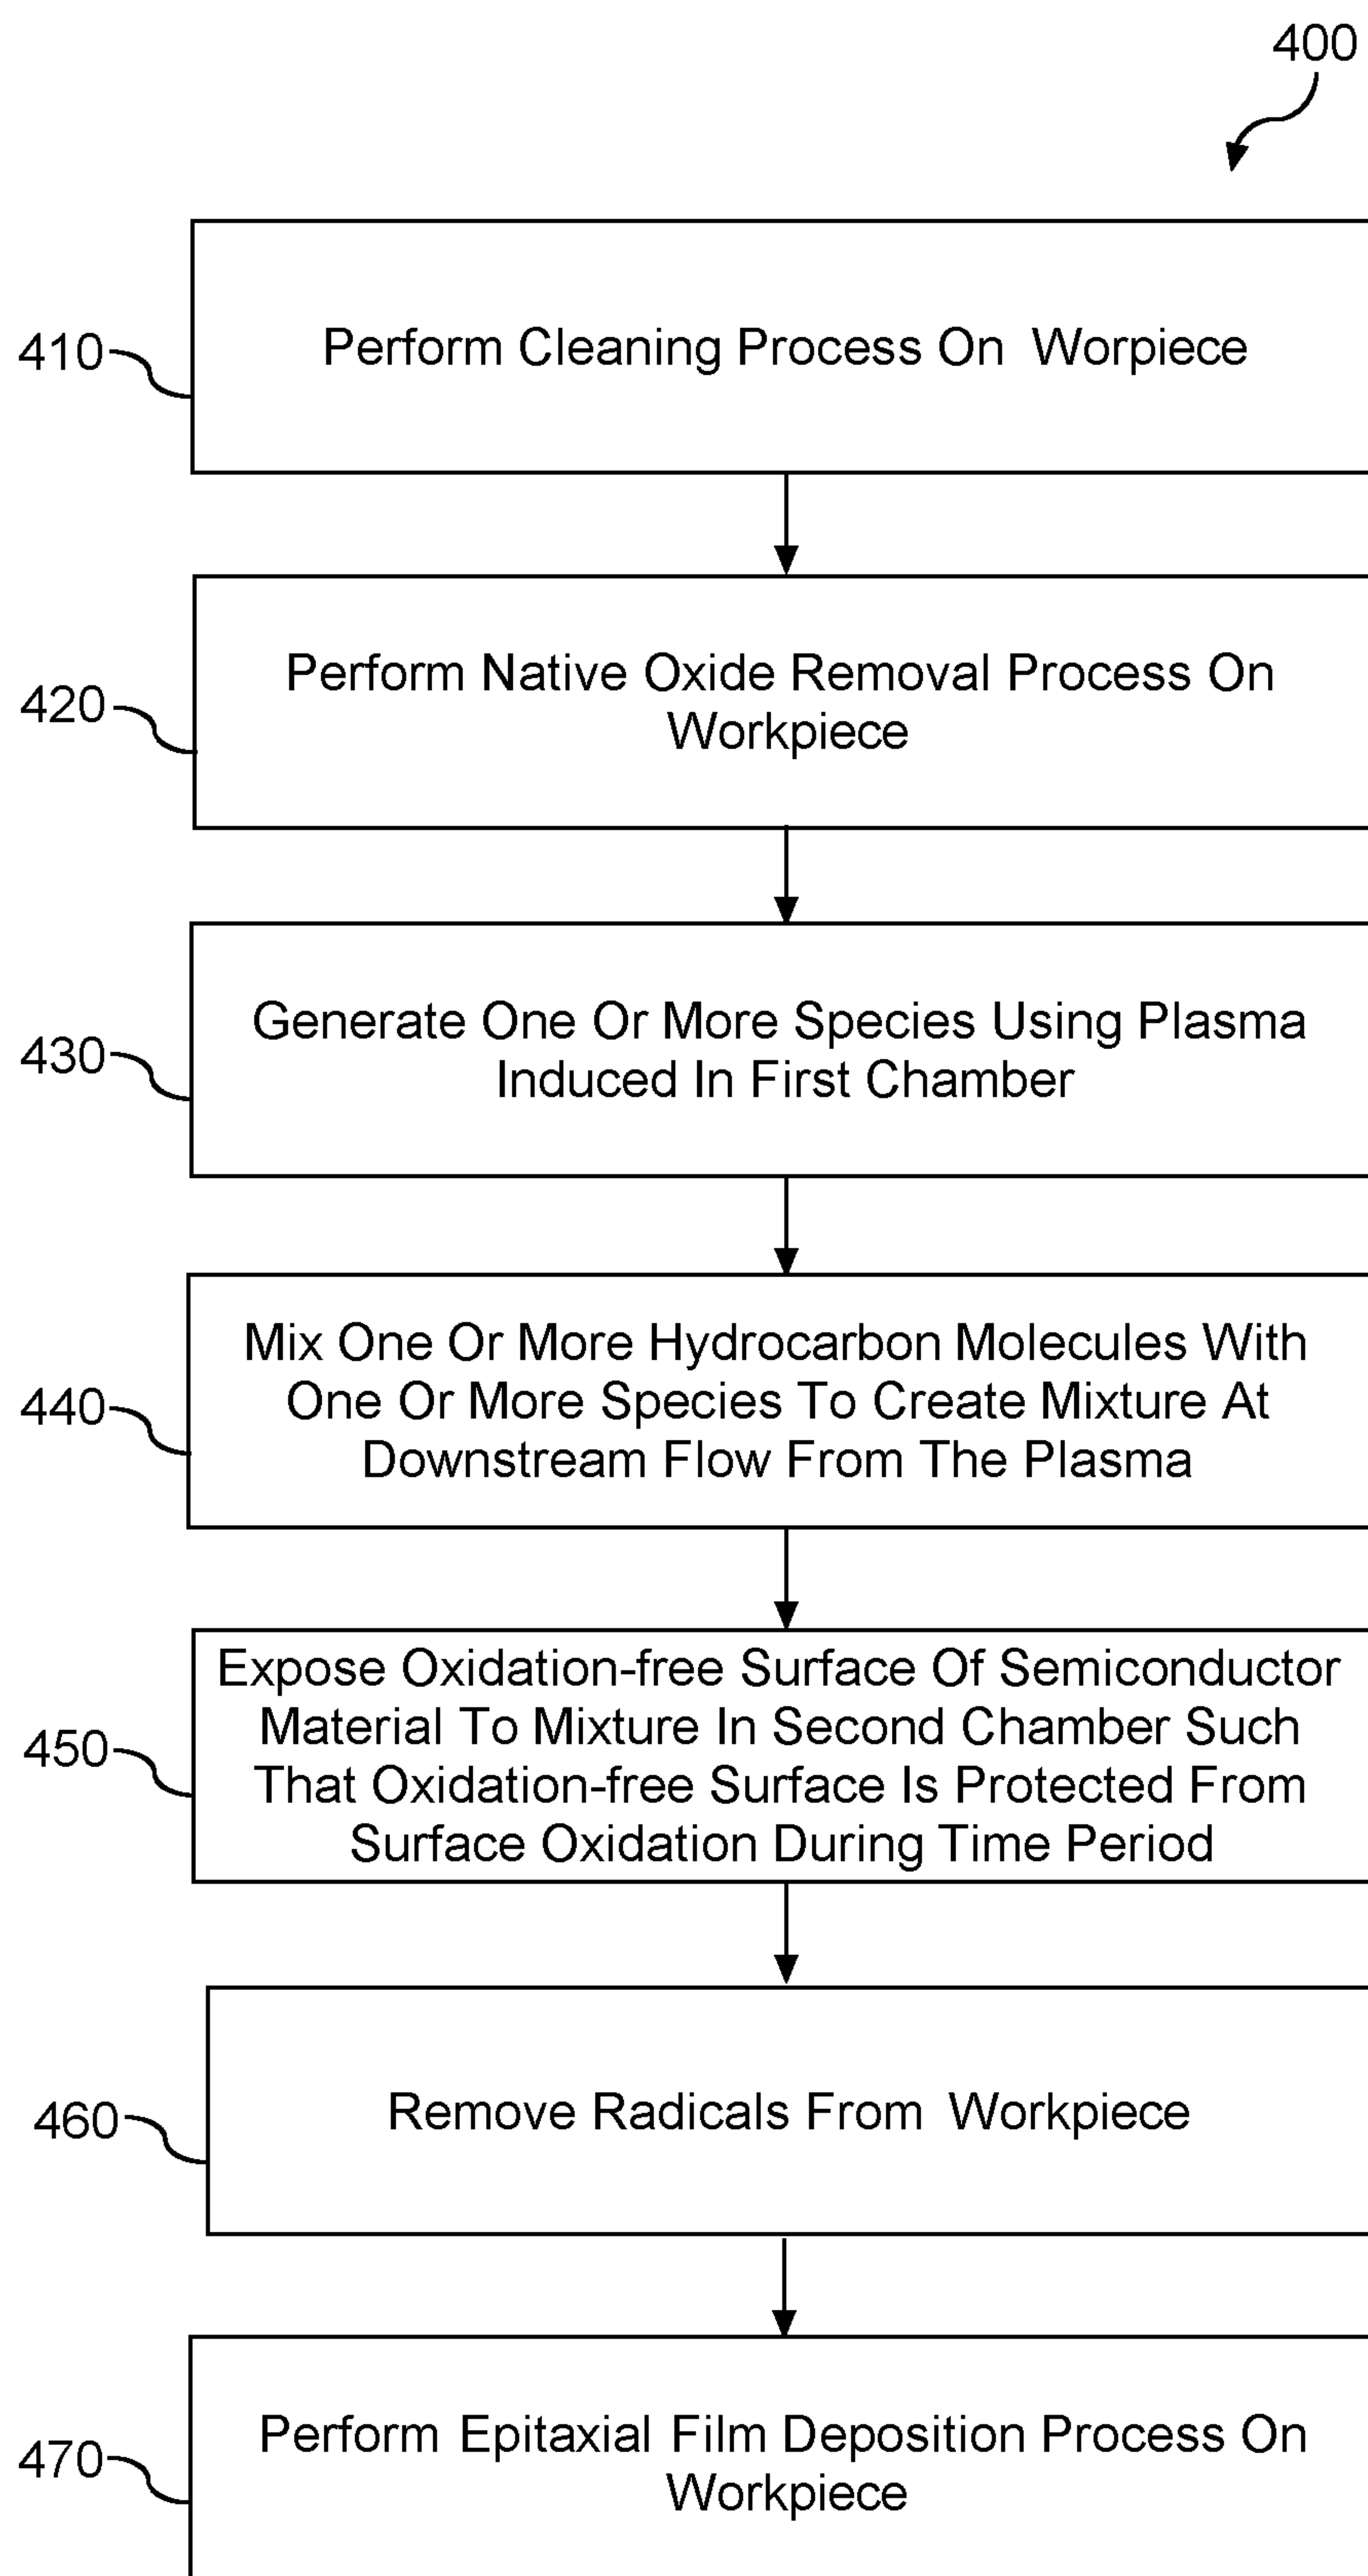 400
410
Perform Cleaning Process On Worpiece
420
Perform Native Oxide Removal Process On
Workpiece
430
Generate One Or More Species Using Plasma
Induced In First Chamber
440
Mix One Or More Hydrocarbon Molecules With
One Or More Species To Create Mixture At
Downstream Flow From The Plasma
450
Expose Oxidation-free Surface Of Semiconductor
Material To Mixture In Second Chamber Such
That Oxidation-free Surface Is Protected From
Surface Oxidation During Time Period
460
Remove Radicals From Workpiece
470
Perform Epitaxial Film Deposition Process On
Workpiece